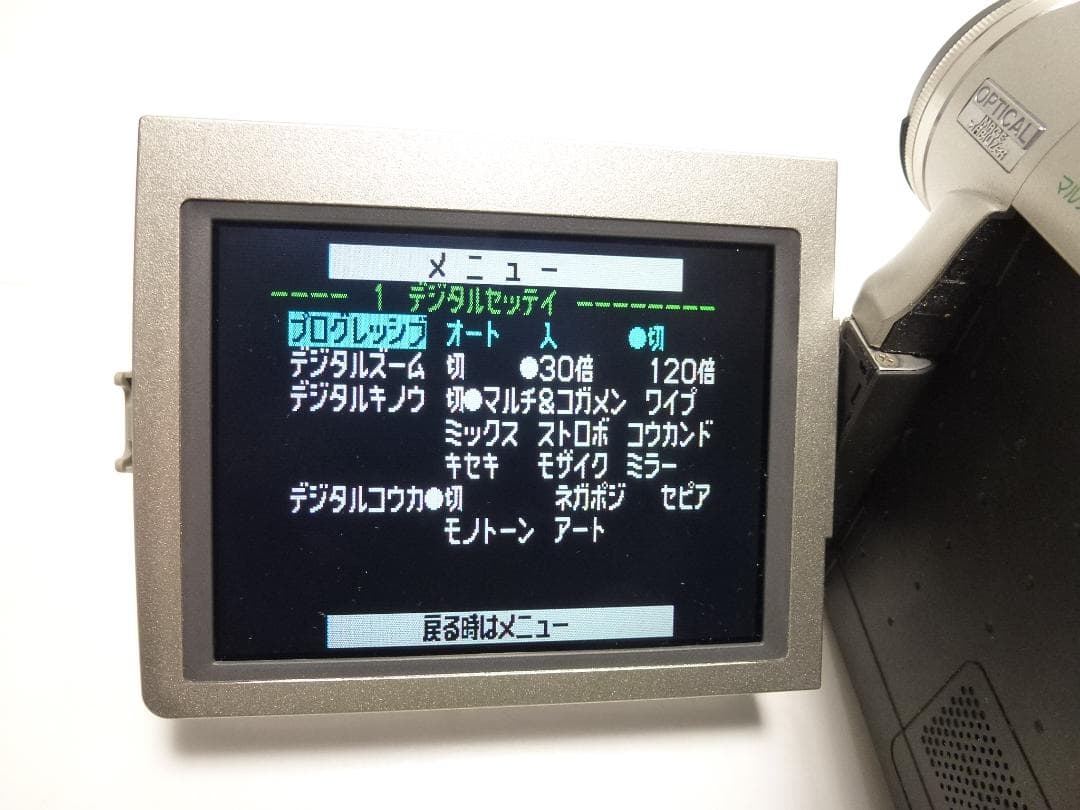 メニュー
---- 1 デジタルセッテイ -------
プログレッシブ オート 入 ●切
デジタルズーム 切 ●30倍 120倍
デジタルキノウ 切●マルチ&コガメン ワイプ
ミックス ストロボ コウカンド
キセキ モザイク ミラー
デジタルコウカ●切 ネガポジ セピア
モノトーン アート
戻る時はメニュー
OPTICAL
IMAGE
STABILIZER